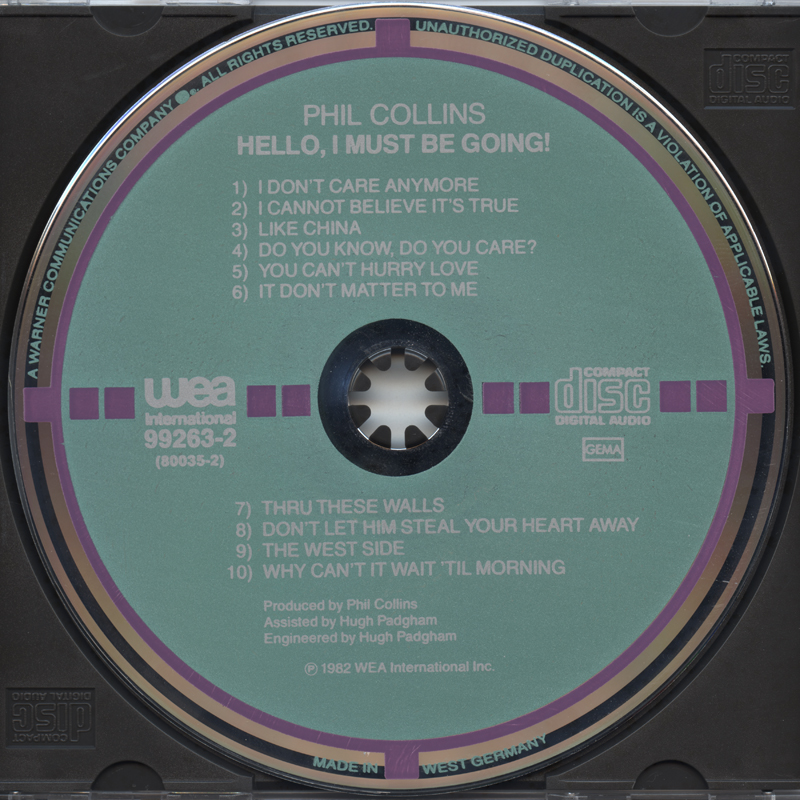 A WARNER COMMUNICATIONS COMPANY ®. ALL RIGHTS RESERVED. UNAUTHORIZED DUPLICATION IS A VIOLATION OF APPLICABLE LAWS.
COMPACT
disc
DIGITAL AUDIO
PHIL COLLINS
HELLO, I MUST BE GOING!
1) I DON'T CARE ANYMORE
2) I CANNOT BELIEVE IT'S TRUE
3) LIKE CHINA
4) DO YOU KNOW, DO YOU CARE?
5) YOU CAN'T HURRY LOVE
6) IT DON'T MATTER TO ME
wea
International
99263-2
(80035-2)
COMPACT
disc
DIGITAL AUDIO
GEMA
7) THRU THESE WALLS
8) DON'T LET HIM STEAL YOUR HEART AWAY
9) THE WEST SIDE
10) WHY CAN'T IT WAIT 'TIL MORNING
Produced by Phil Collins
Assisted by Hugh Padgham
Engineered by Hugh Padgham
℗ 1982 WEA International Inc.
COMPACT
disc
DIGITAL AUDIO
MADE IN WEST GERMANY